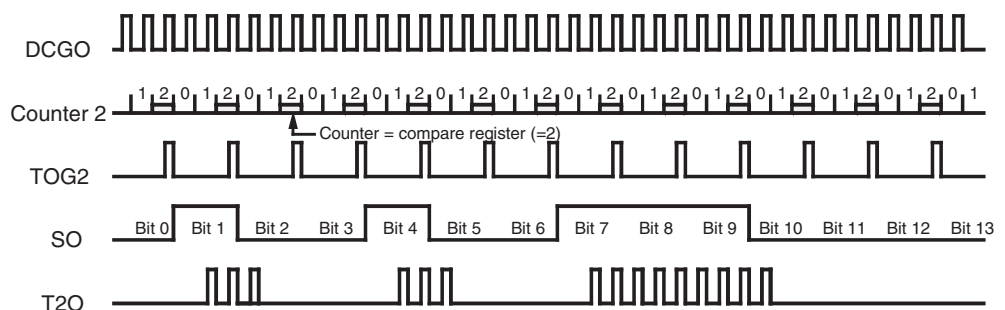 DCGO
Counter 2 1 2 0 1 2 0 1 2 0 1 2 0 1 2 0 1 2 0 1 2 0 1 2 0 1 2 0 1 2 0 1 2 0 1 2 0 1 2 0 1
Counter = compare register (=2)
TOG2
SO Bit 0 Bit 1 Bit 2 Bit 3 Bit 4 Bit 5 Bit 6 Bit 7 Bit 8 Bit 9 Bit 10 Bit 11 Bit 12 Bit 13
T2O